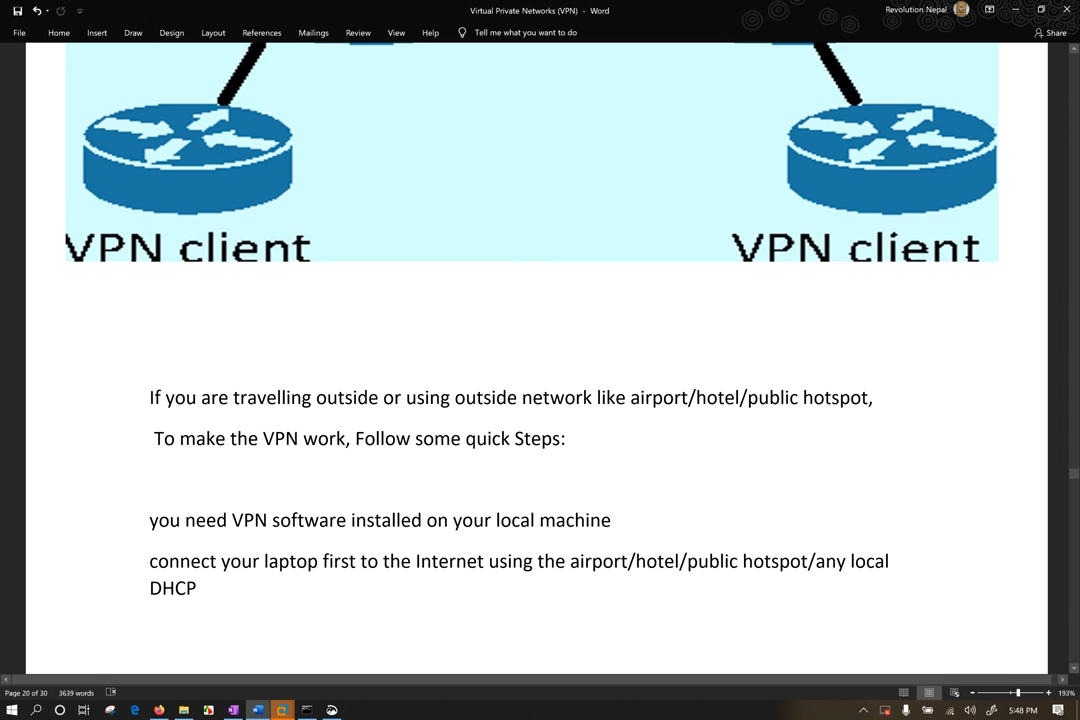 Virtual Private Networks (VPN) - Word
Revolution Nepal
File Home Insert Draw Design Layout References Mailings Review View Help Tell me what you want to do
Share
VPN client
VPN client
If you are travelling outside or using outside network like airport/hotel/public hotspot,
To make the VPN work, Follow some quick Steps:
you need VPN software installed on your local machine
connect your laptop first to the Internet using the airport/hotel/public hotspot/any local
DHCP
Page 20 of 30 3639 words
193%
5:48 PM